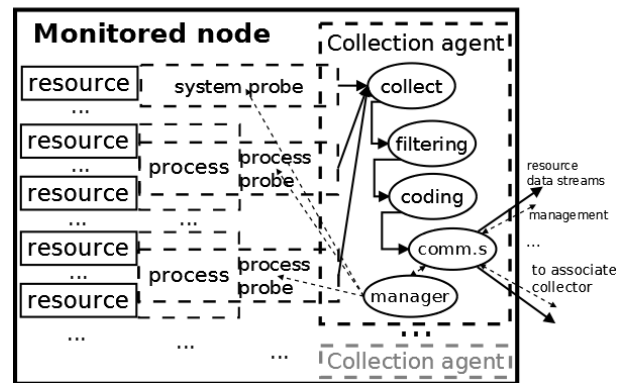 Monitored node
Collection agent
resource
system probe
collect
...
resource
filtering
...
process
process
probe
resource
coding
...
...
resource
comm.s
...
process
process
probe
resource
manager
...
...
...
...
Collection agent
resource
data streams
management
...
to associate
collector